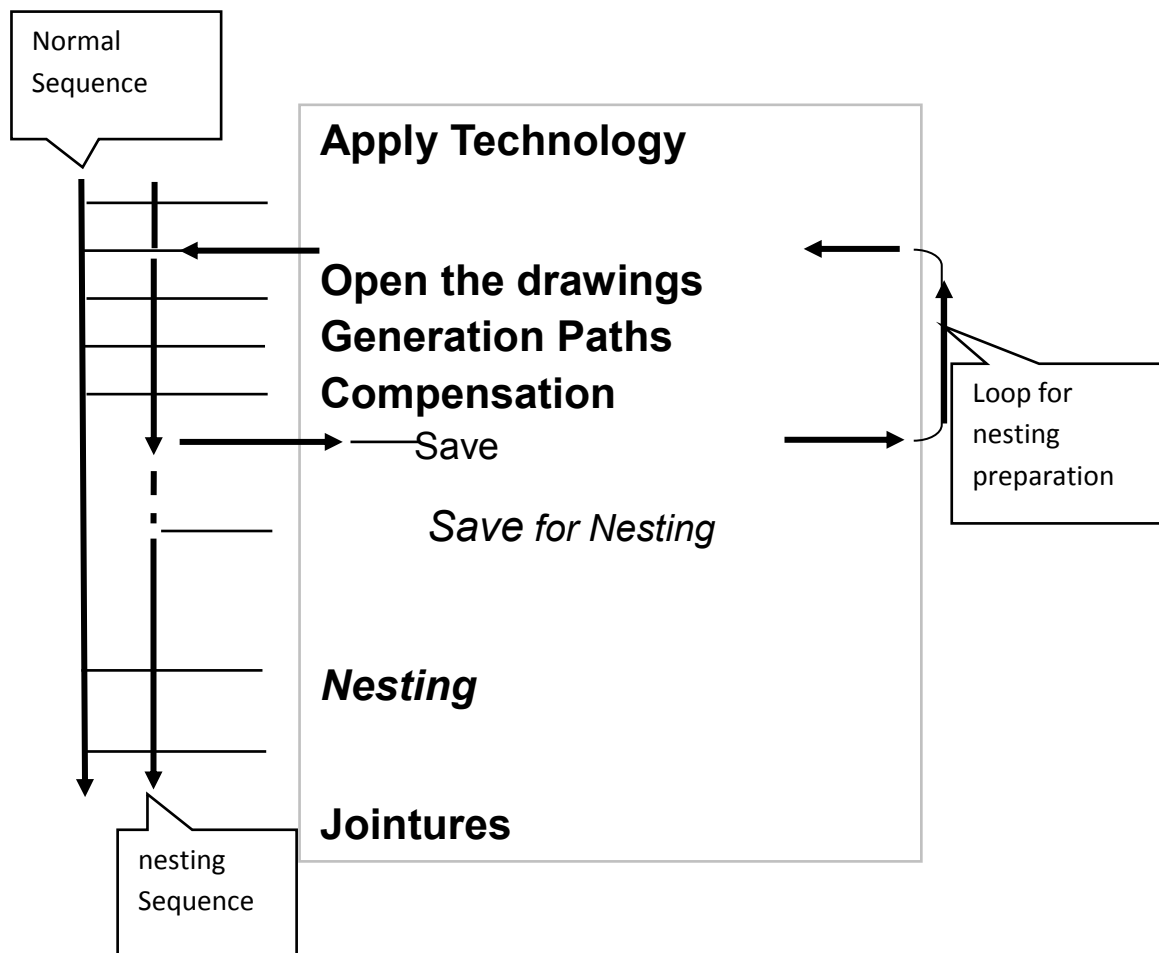 Normal
Sequence
Apply Technology
Open the drawings
Generation Paths
Compensation
Save
Save for Nesting
Loop for
nesting
preparation
Nesting
Jointures
nesting
Sequence